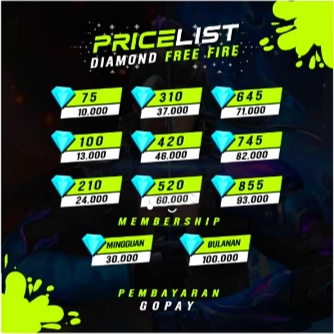 PRICELIST
DIAMOND FREE FIRE
75 310 645
10.000 37.000 71.000
100 420 745
13.000 46.000 82.000
210 520 855
24.000 60.000 93.000
MEMBERSHIP
MINGGUAN BULANAN
30.000 100.000
PEMBAYARAN
GOPAY